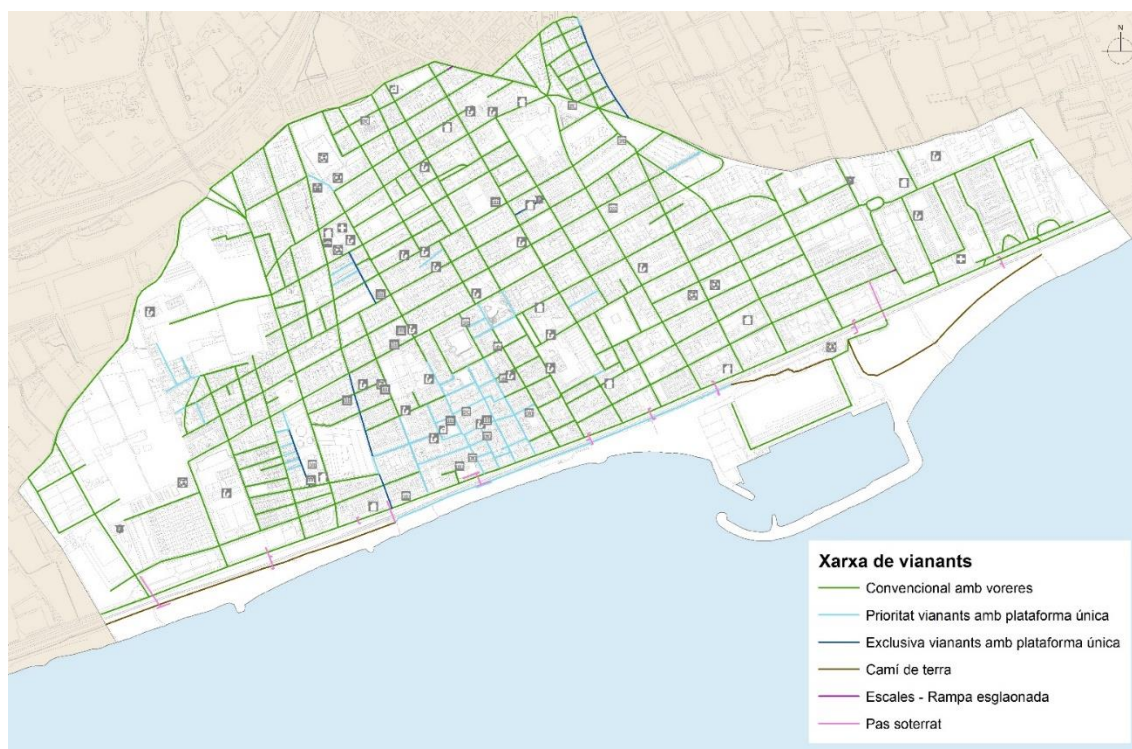 N
Xarxa de vianants
Convencional amb voreres
Prioritat vianants amb plataforma única
Exclusiva vianants amb plataforma única
Camí de terra
Escales - Rampa esglaonada
Pas soterrat